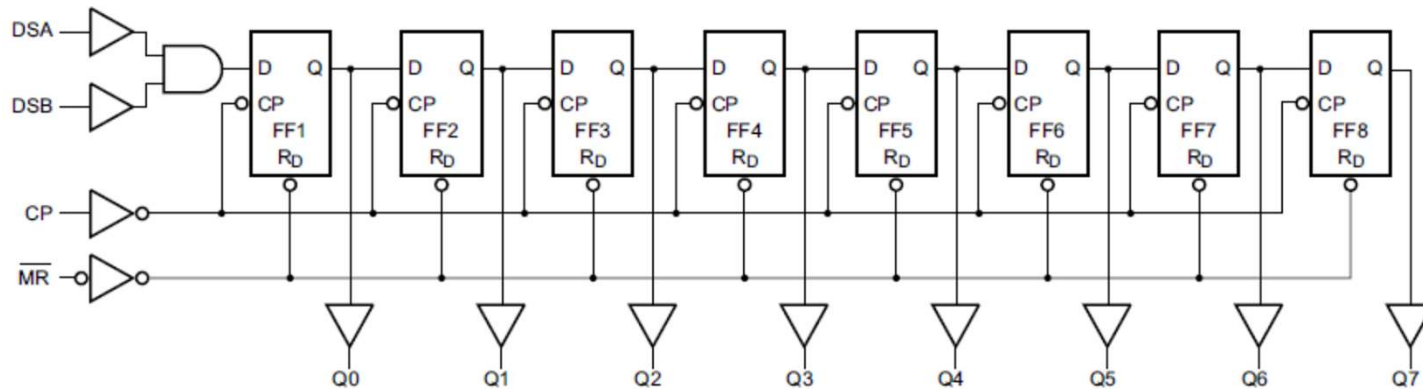 DSA
DSB
D Q D Q D Q D Q D Q D Q D Q D Q
CP CP CP CP CP CP CP CP
FF1 FF2 FF3 FF4 FF5 FF6 FF7 FF8
RD RD RD RD RD RD RD RD
CP
MR
Q0 Q1 Q2 Q3 Q4 Q5 Q6 Q7